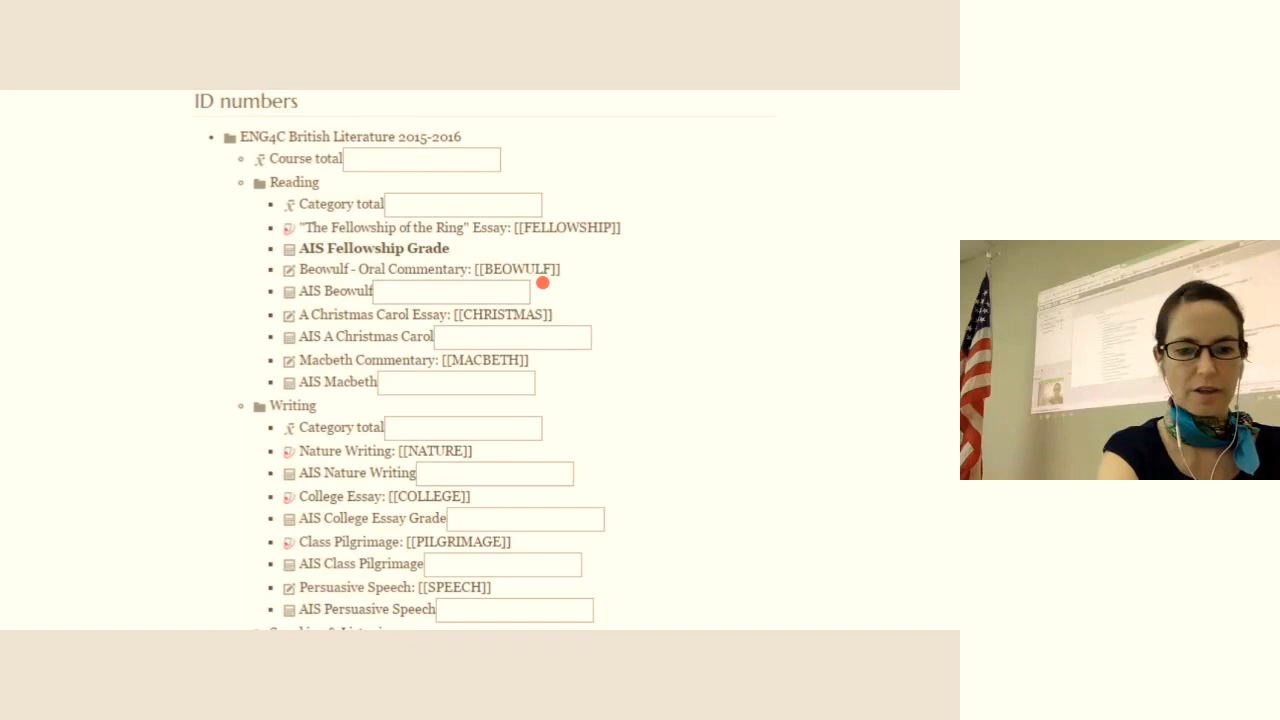 ID numbers
ENG4C British Literature 2015-2016
Course total
Reading
Category total
"The Fellowship of the Ring" Essay: [[FELLOWSHIP]]
AIS Fellowship Grade
Beowulf - Oral Commentary: [[BEOWULF]]
AIS Beowulf
A Christmas Carol Essay: [[CHRISTMAS]]
AIS A Christmas Carol
Macbeth Commentary: [[MACBETH]]
AIS Macbeth
Writing
Category total
Nature Writing: [[NATURE]]
AIS Nature Writing
College Essay: [[COLLEGE]]
AIS College Essay Grade
Class Pilgrimage: [[PILGRIMAGE]]
AIS Class Pilgrimage
Persuasive Speech: [[SPEECH]]
AIS Persuasive Speech